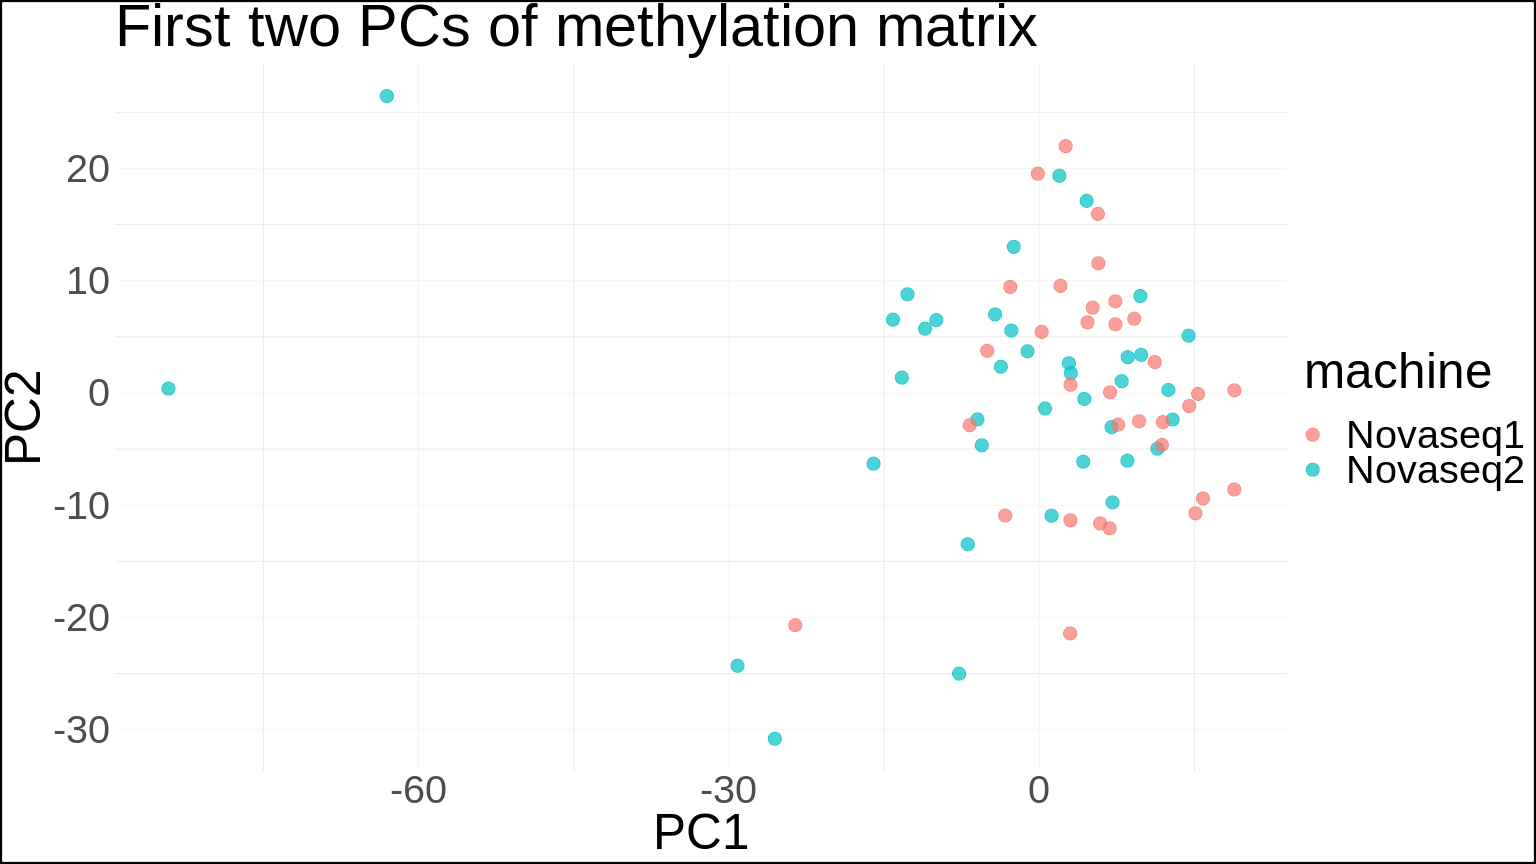 First two PCs of methylation matrix
20
10
0
-10
-20
-30
PC2
-60
-30
0
PC1
machine
Novaseq1
Novaseq2